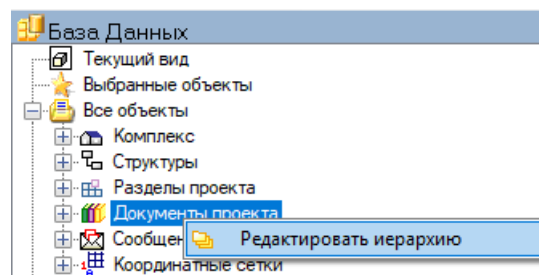 База Данных
Текущий вид
Выбранные объекты
Все объекты
Комплекс
Структуры
Разделы проекта
Документы проекта
Редактировать иерархию
Координатные сетки